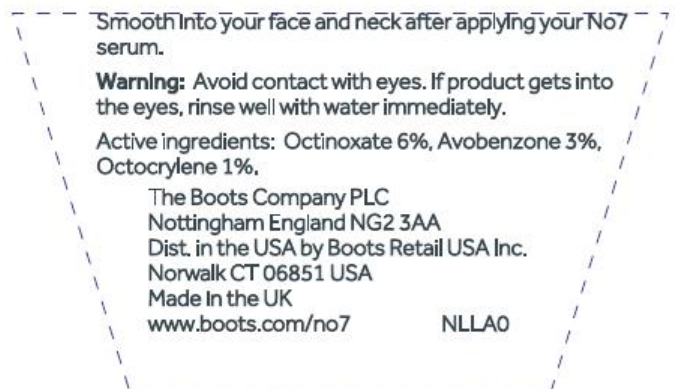 Smooth into your face and neck after applying your No7
serum.
Warning: Avoid contact with eyes. If product gets into
the eyes, rinse well with water immediately.
Active ingredients: Octinoxate 6%, Avobenzone 3%,
Octocrylene 1%.
The Boots Company PLC
Nottingham England NG2 3AA
Dist. in the USA by Boots Retail USA Inc.
Norwalk CT 06851 USA
Made in the UK
www.boots.com/no7 NLLA0